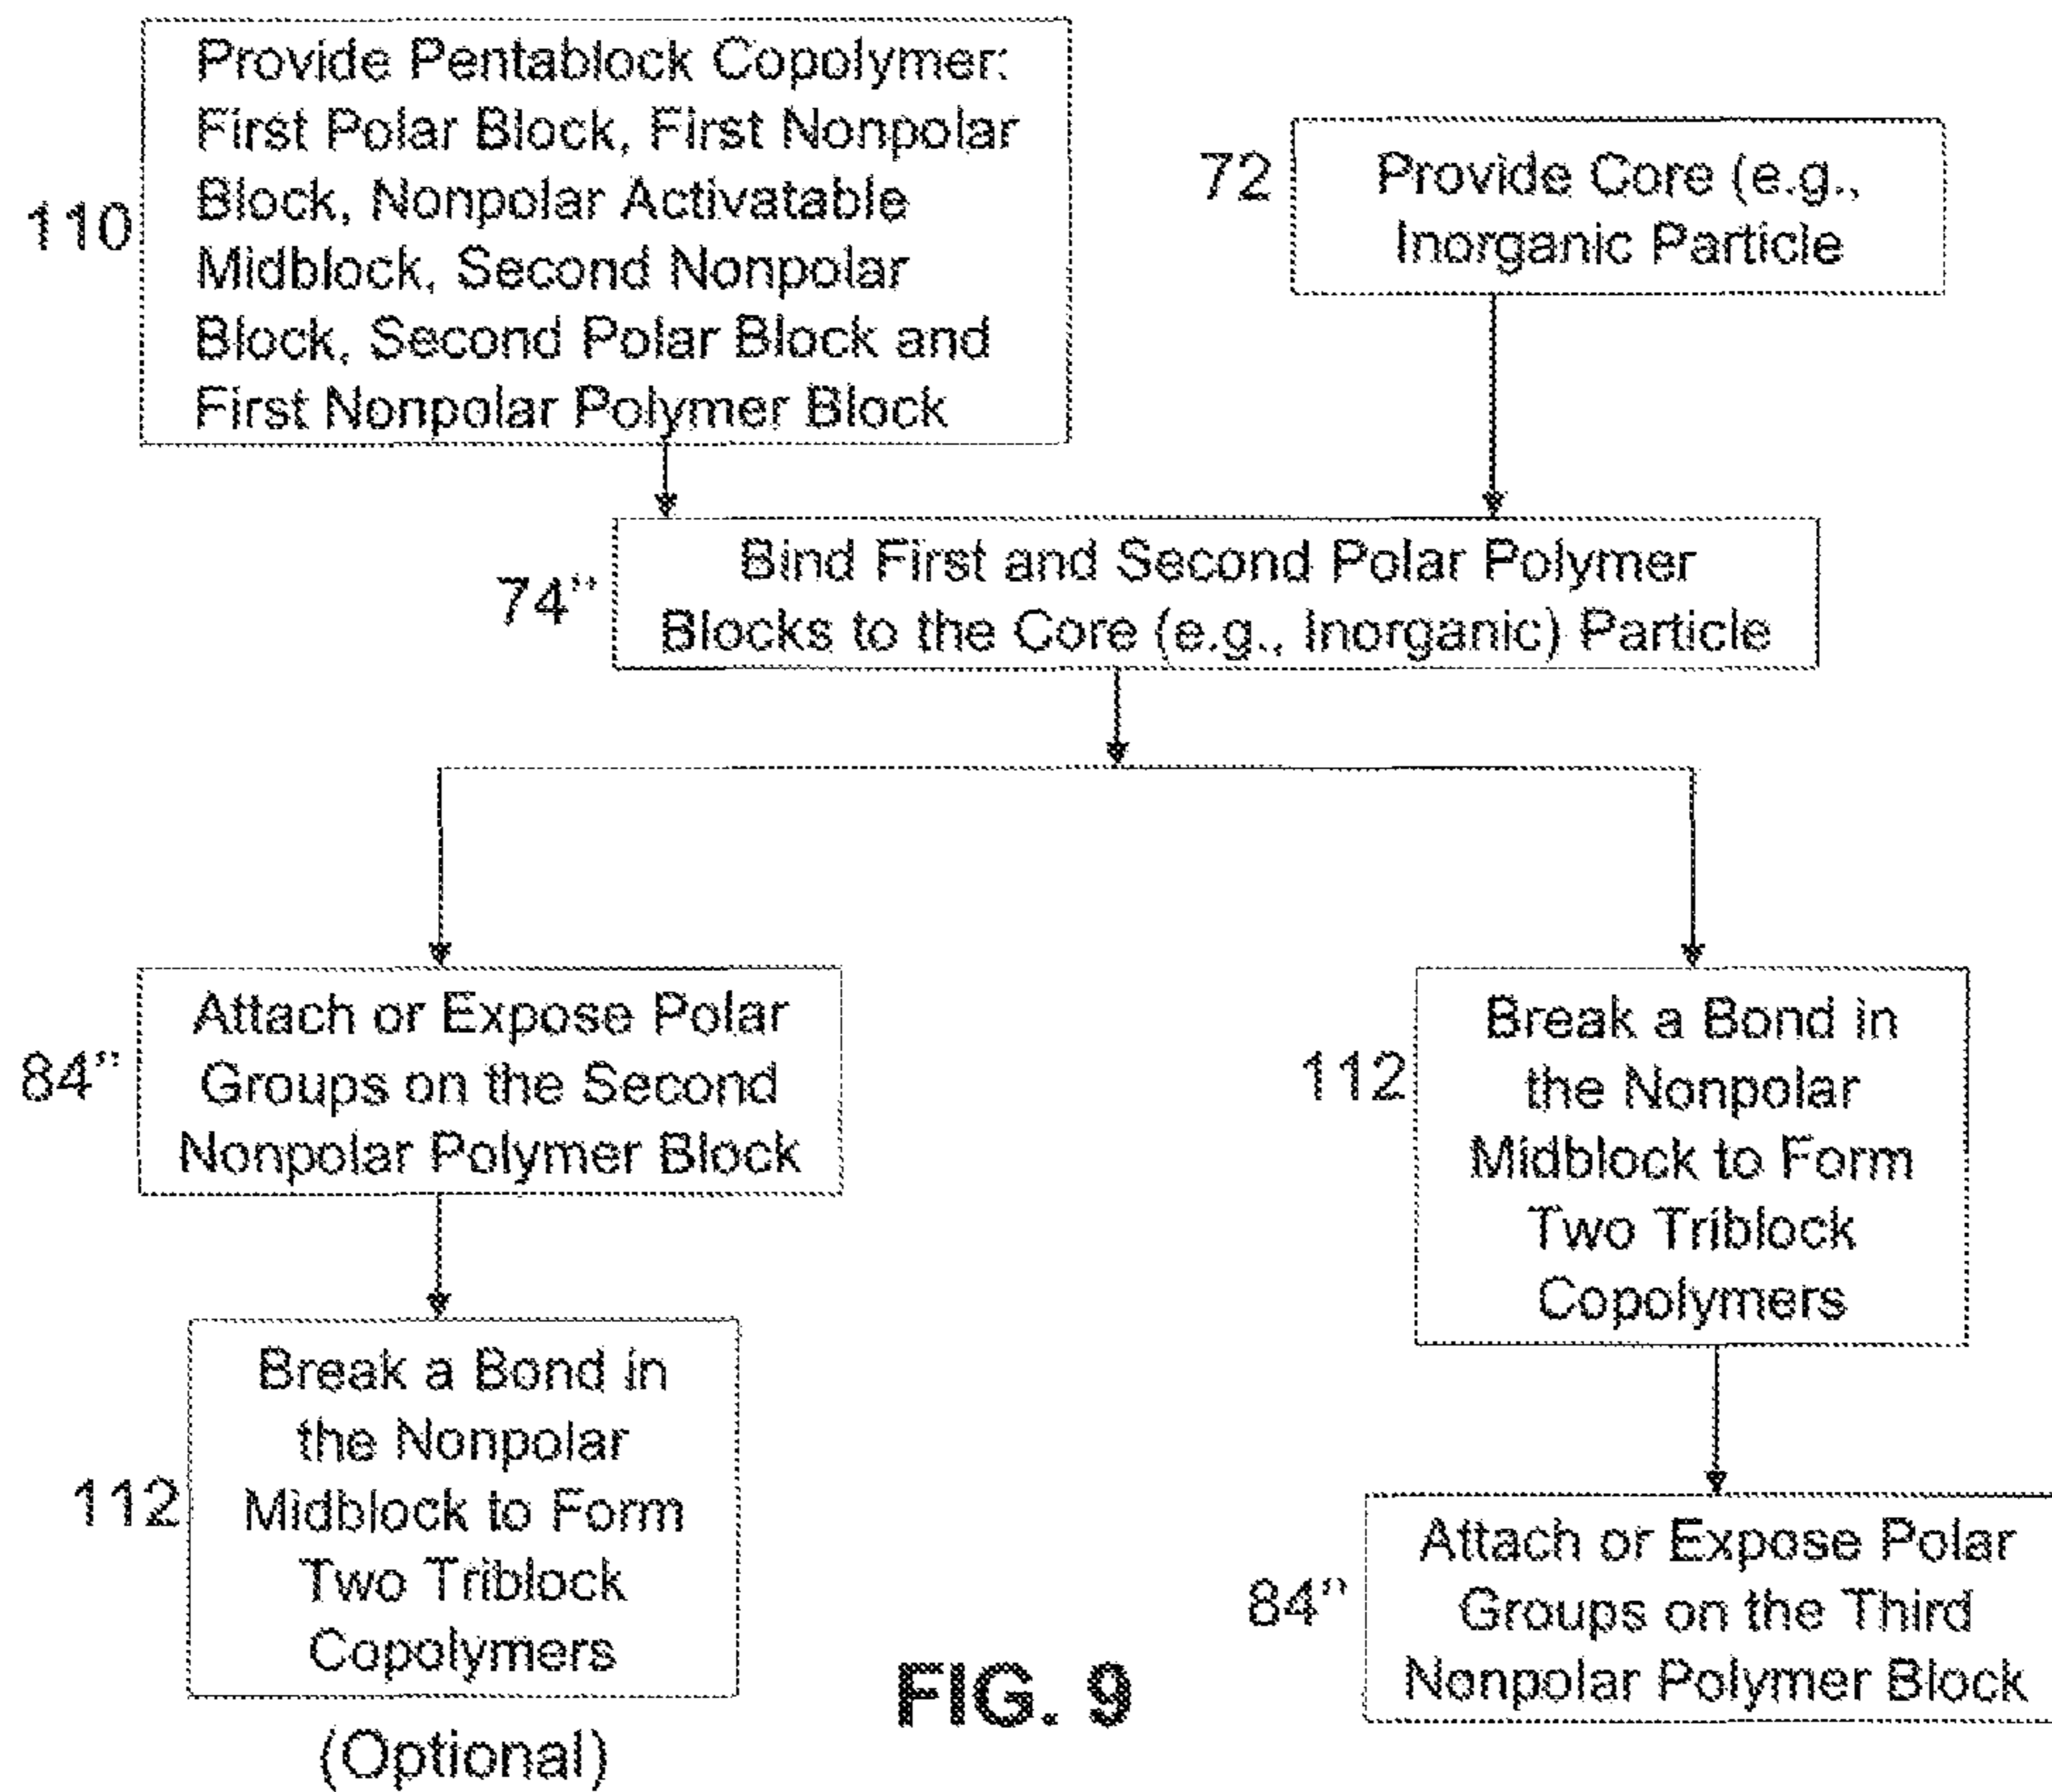 Provide Pentablock Copolymer:
First Polar Block, First Nonpolar
Block, Nonpolar Activatable
Midblock, Second Nonpolar
Block, Second Polar Block and
First Nonpolar Polymer Block
110
72
Provide Core (e.g.,
Inorganic Particle
74"
Bind First and Second Polar Polymer
Blocks to the Core (e.g., Inorganic) Particle
84"
Attach or Expose Polar
Groups on the Second
Nonpolar Polymer Block
112
Break a Bond in
the Nonpolar
Midblock to Form
Two Triblock
Copolymers
112
Break a Bond in
the Nonpolar
Midblock to Form
Two Triblock
Copolymers
(Optional)
84"
Attach or Expose Polar
Groups on the Third
Nonpolar Polymer Block
FIG. 9